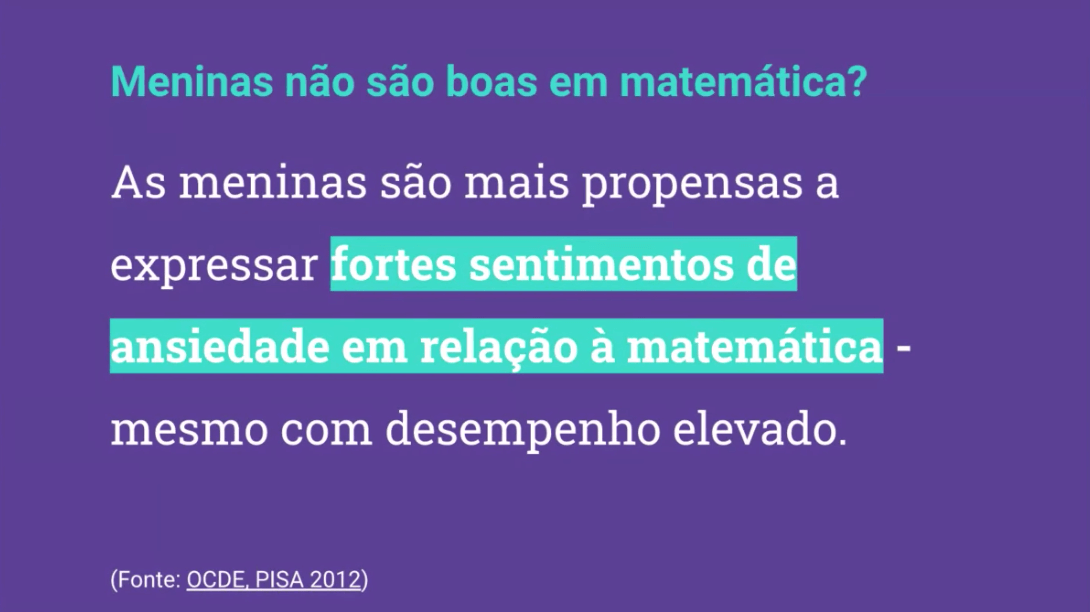 Meninas não são boas em matemática?
As meninas são mais propensas a
expressar fortes sentimentos de
ansiedade em relação à matemática -
mesmo com desempenho elevado.
(Fonte: OCDE, PISA 2012)